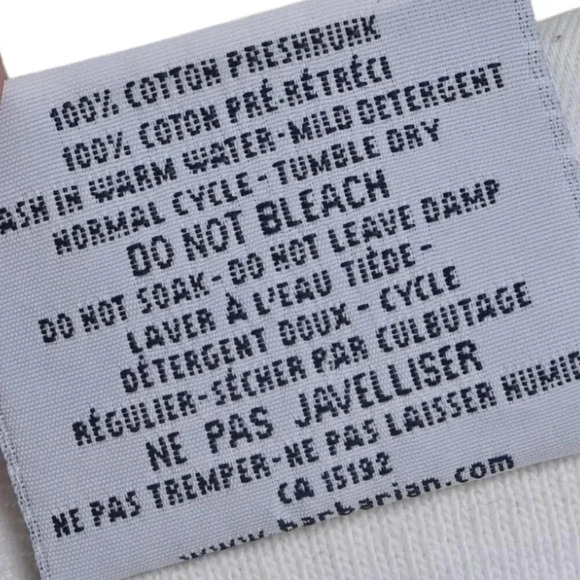 100% COTTON PRESHRUNK
100% COTON PRÉ-RÉTRÉCI
ASH IN WARM WATER-MILD DETERGENT
NORMAL CYCLE-TUMBLE DRY
DO NOT BLEACH
DO NOT SOAK-DO NOT LEAVE DAMP
LAVER À L'EAU TIÈDE-
DÉTERGENT DOUX - CYCLE
RÉGULIER-SÉCHER PAR CULBUTAGE
NE PAS JAVELLISER
NE PAS TREMPER-NE PAS LAISSER HUMID
CA 15192
www.barbarian.com